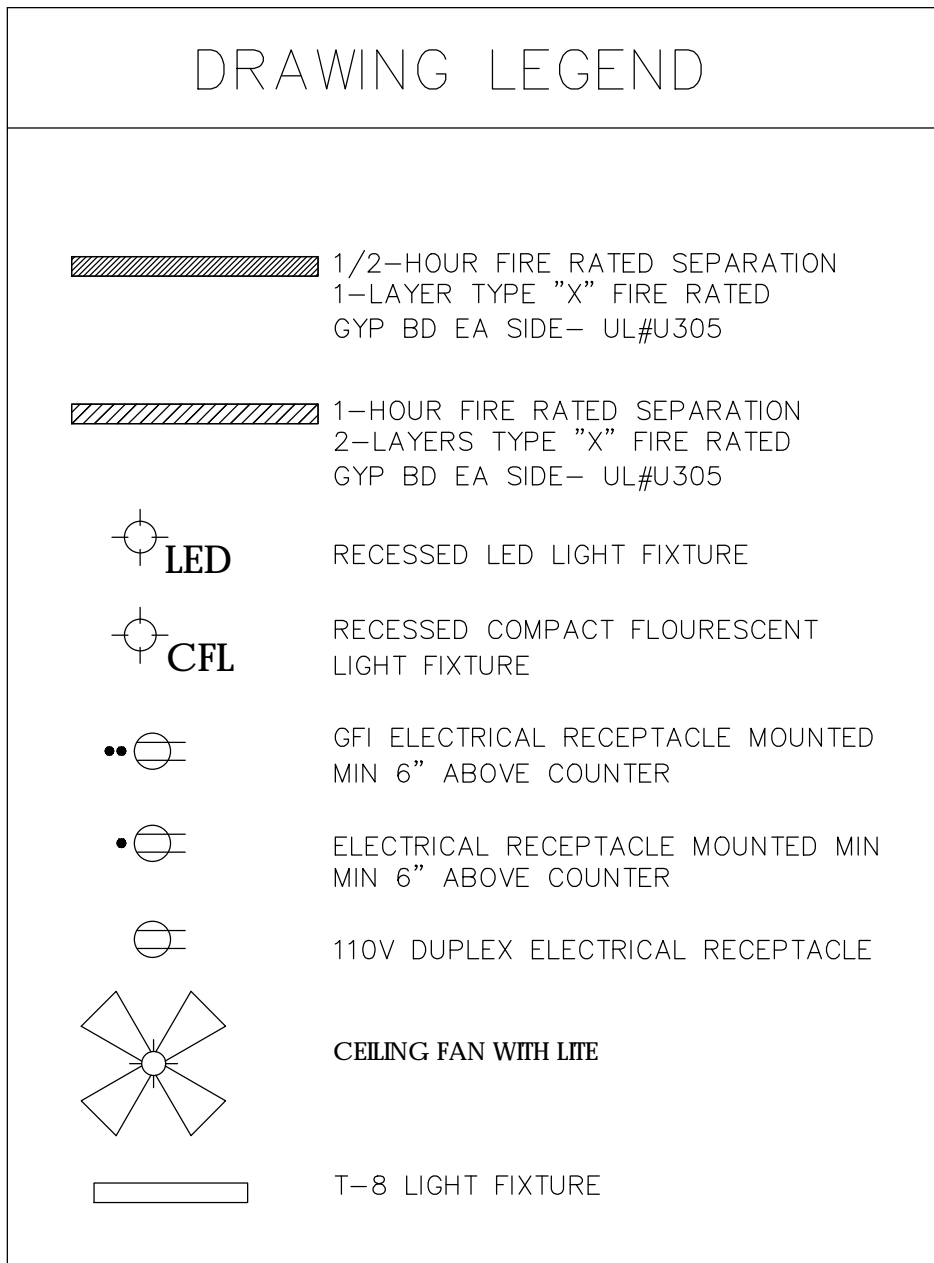 DRAWING LEGEND
1/2-HOUR FIRE RATED SEPARATION
1-LAYER TYPE "X" FIRE RATED
GYP BD EA SIDE- UL#U305
1-HOUR FIRE RATED SEPARATION
2-LAYERS TYPE "X" FIRE RATED
GYP BD EA SIDE- UL#U305
LED
RECESSED LED LIGHT FIXTURE
CFL
RECESSED COMPACT FLOURESCENT
LIGHT FIXTURE
GFI ELECTRICAL RECEPTACLE MOUNTED
MIN 6" ABOVE COUNTER
ELECTRICAL RECEPTACLE MOUNTED MIN
MIN 6" ABOVE COUNTER
110V DUPLEX ELECTRICAL RECEPTACLE
CEILING FAN WITH LITE
T-8 LIGHT FIXTURE